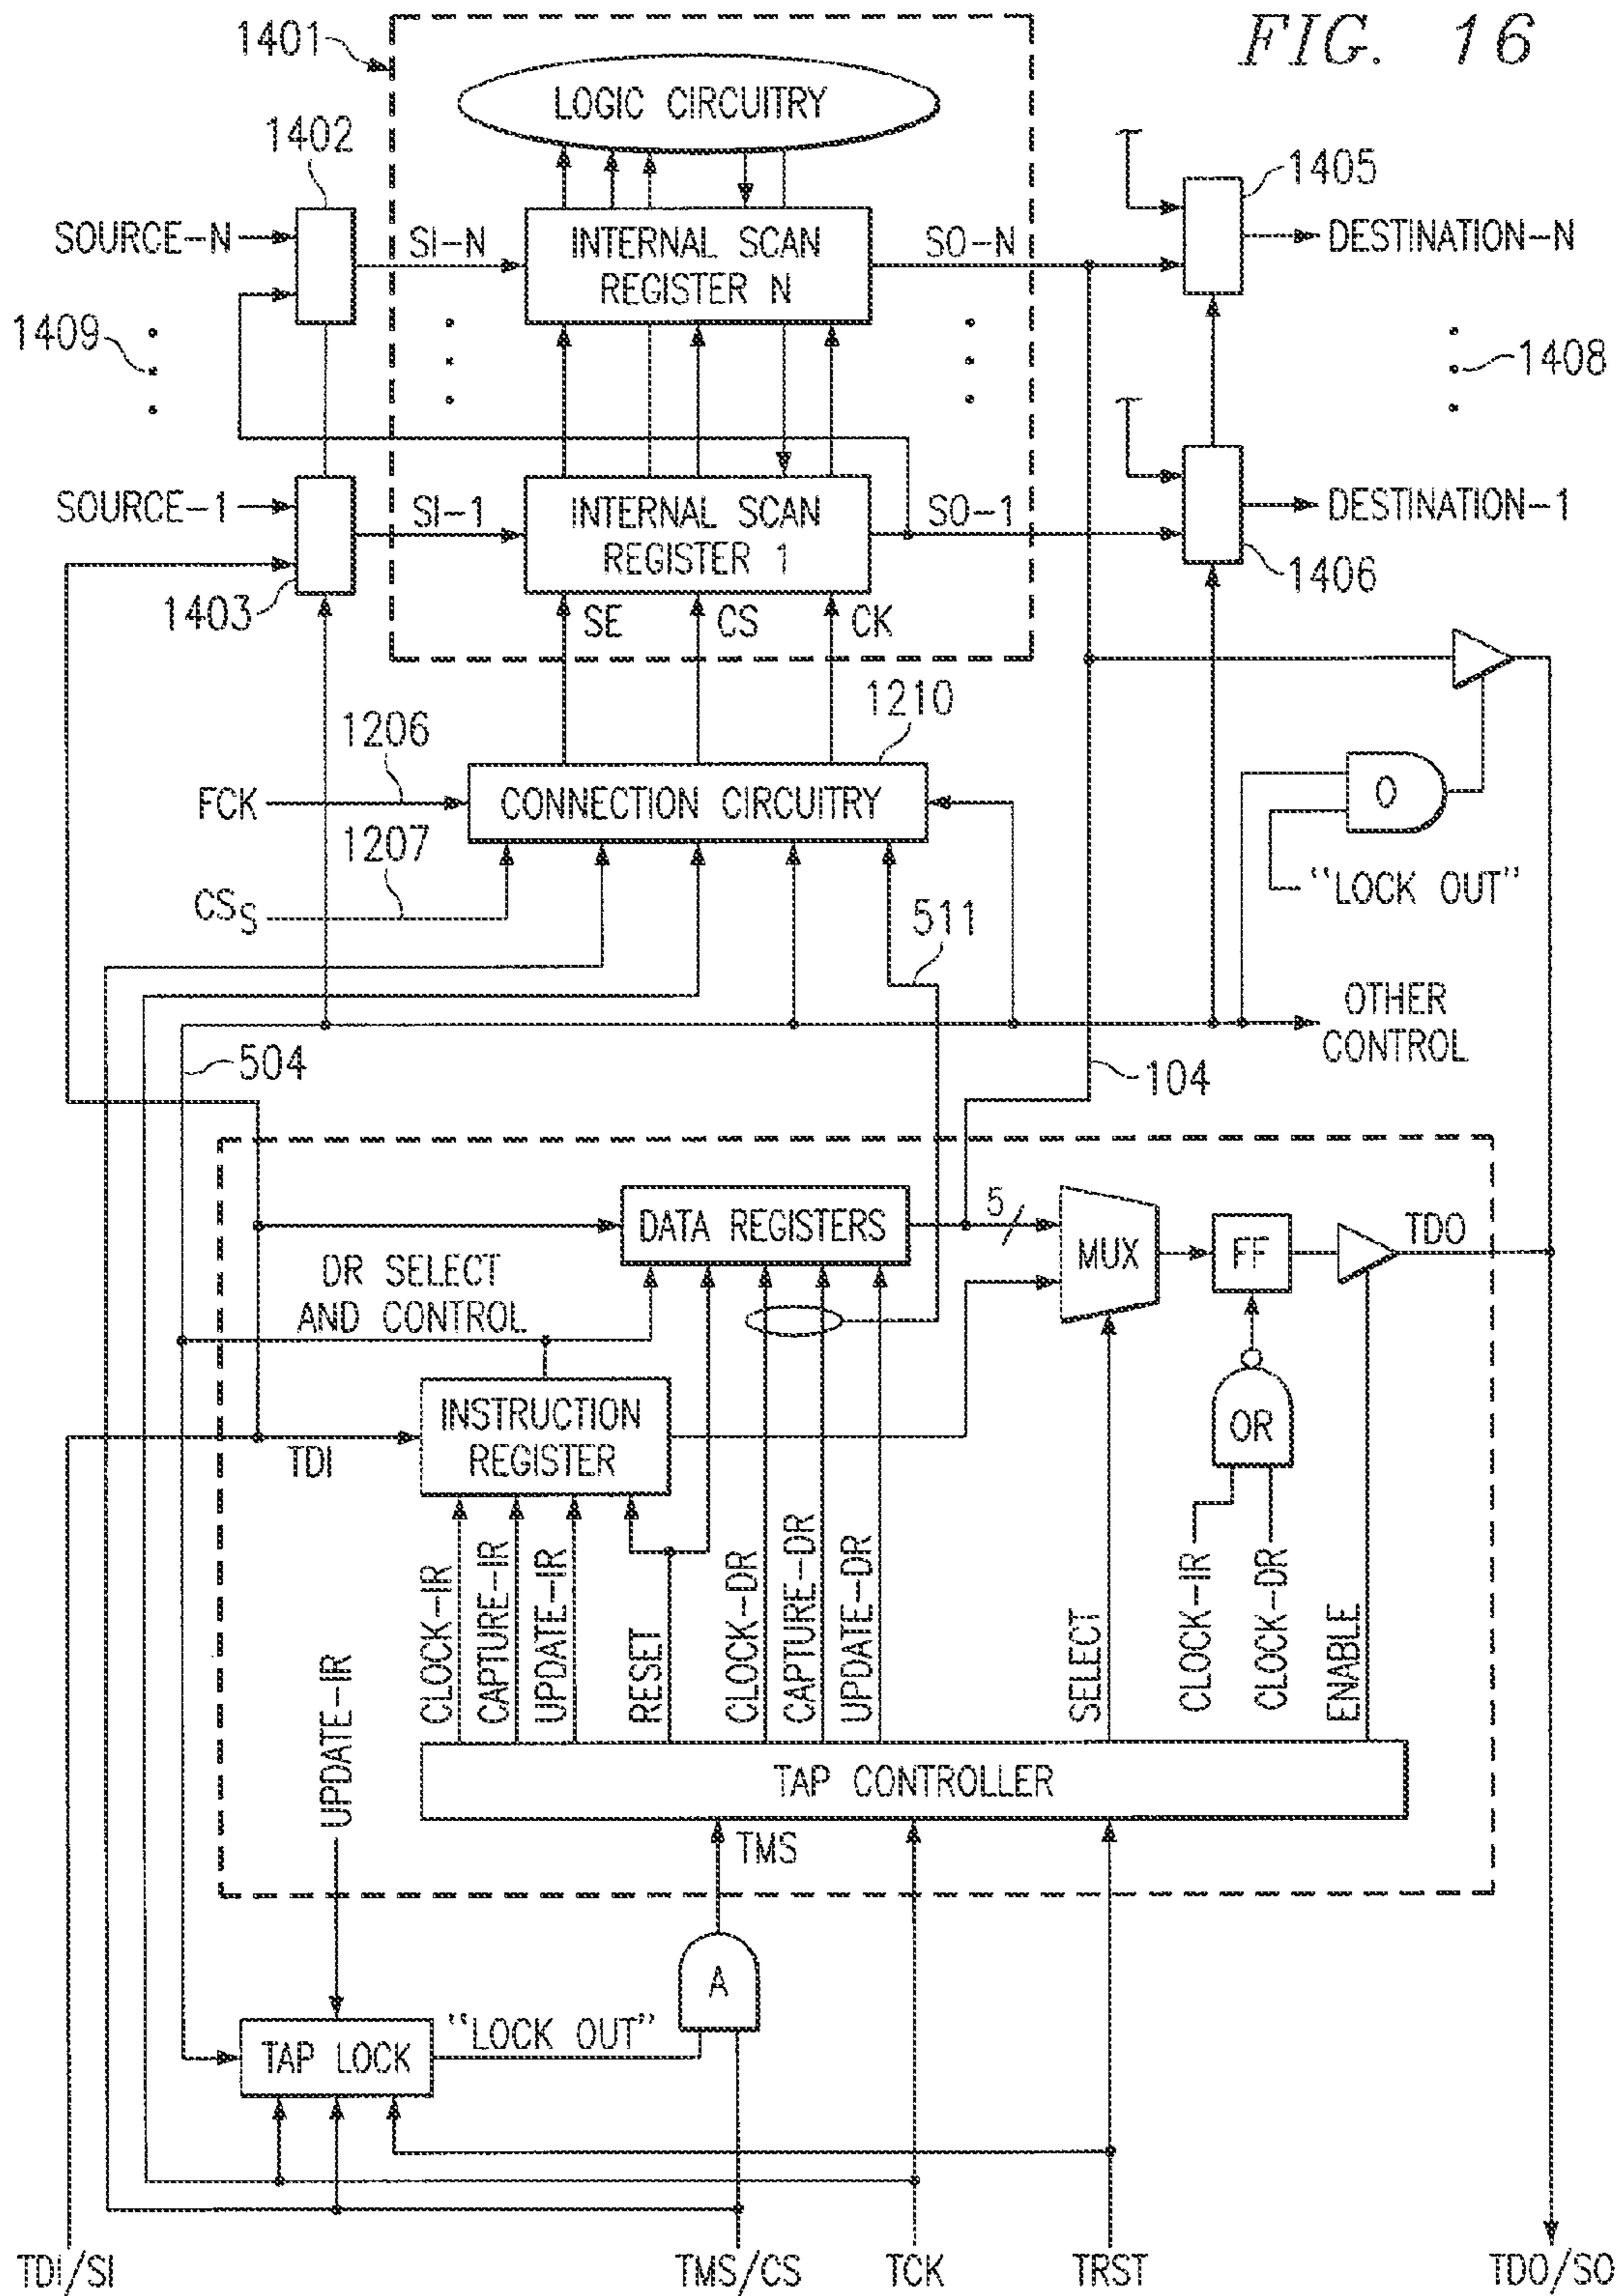 FIG. 16
1401
LOGIC CIRCUITRY
1402
1405
SOURCE-N
SI-N
INTERNAL SCAN
REGISTER N
SO-N
DESTINATION-N
1409
1408
SOURCE-1
SI-1
INTERNAL SCAN
REGISTER 1
SO-1
DESTINATION-1
1403
1406
SE
CS
CK
1206
1210
FCK
CONNECTION CIRCUITRY
O
1207
CSS
"LOCK OUT"
511
OTHER
CONTROL
504
104
DATA REGISTERS
5
MUX
FF
TDO
DR SELECT
AND CONTROL
INSTRUCTION
REGISTER
OR
TDI
CLOCK-IR
CAPTURE-IR
UPDATE-IR
RESET
CLOCK-DR
CAPTURE-DR
UPDATE-DR
SELECT
CLOCK-IR
CLOCK-DR
ENABLE
UPDATE-IR
TAP CONTROLLER
TMS
A
"LOCK OUT"
TAP LOCK
TDI/SI
TMS/CS
TCK
TRST
TDO/SO